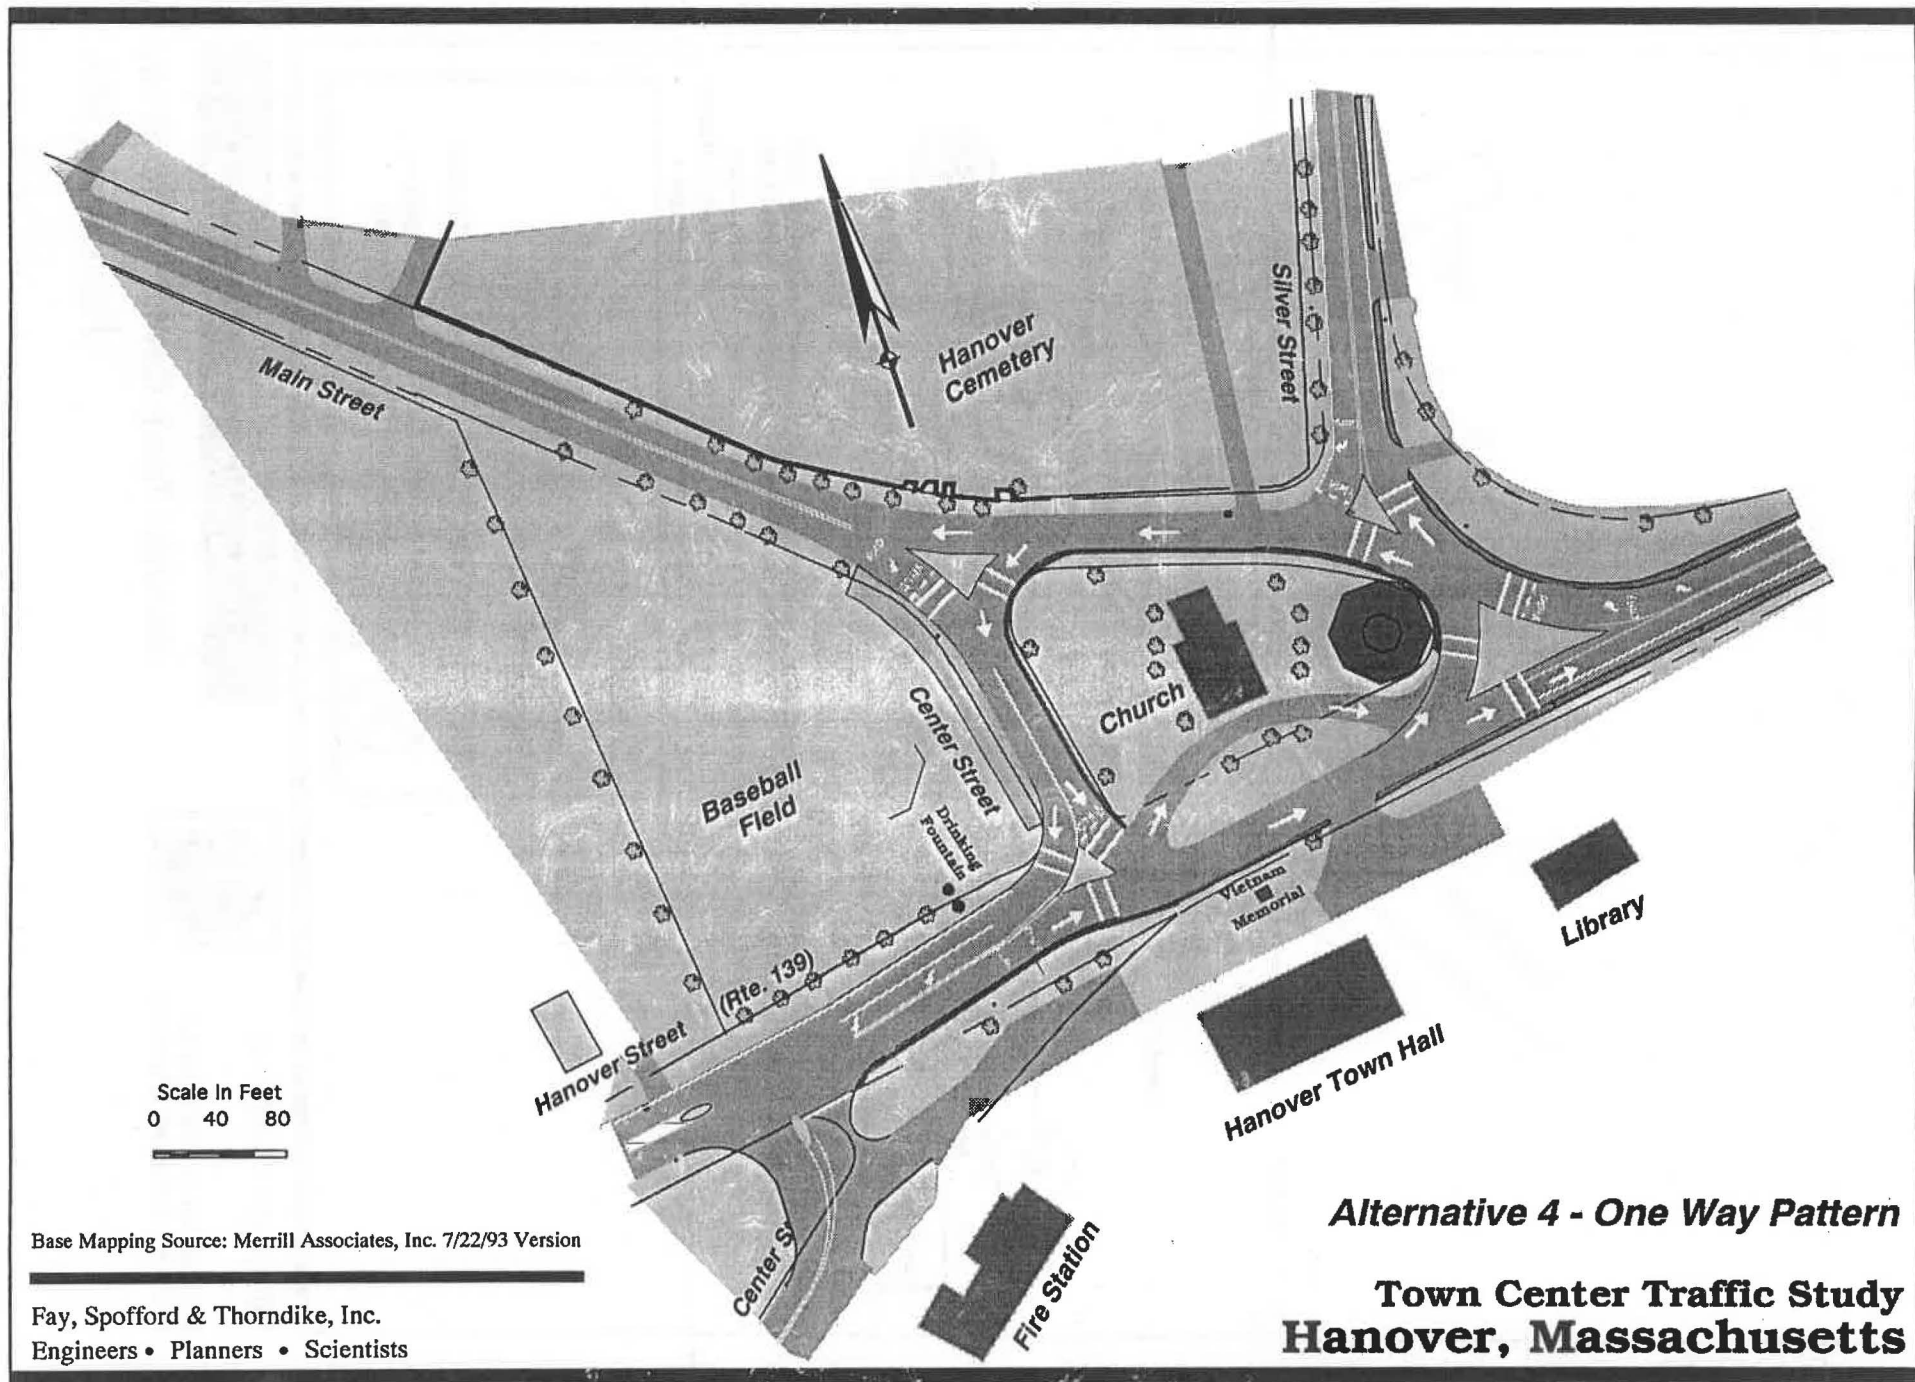 Silver Street
Hanover
Cemetery
Main Street
Church
Center Street
Baseball
Field
Drinking
Fountain
Vietnam
Memorial
Library
(Rte. 139)
Hanover Street
Hanover Town Hall
Scale In Feet
0 40 80
Center St
Fire Station
Alternative 4 - One Way Pattern
Base Mapping Source: Merrill Associates, Inc. 7/22/93 Version
Town Center Traffic Study
Hanover, Massachusetts
Fay, Spofford & Thorndike, Inc.
Engineers • Planners • Scientists